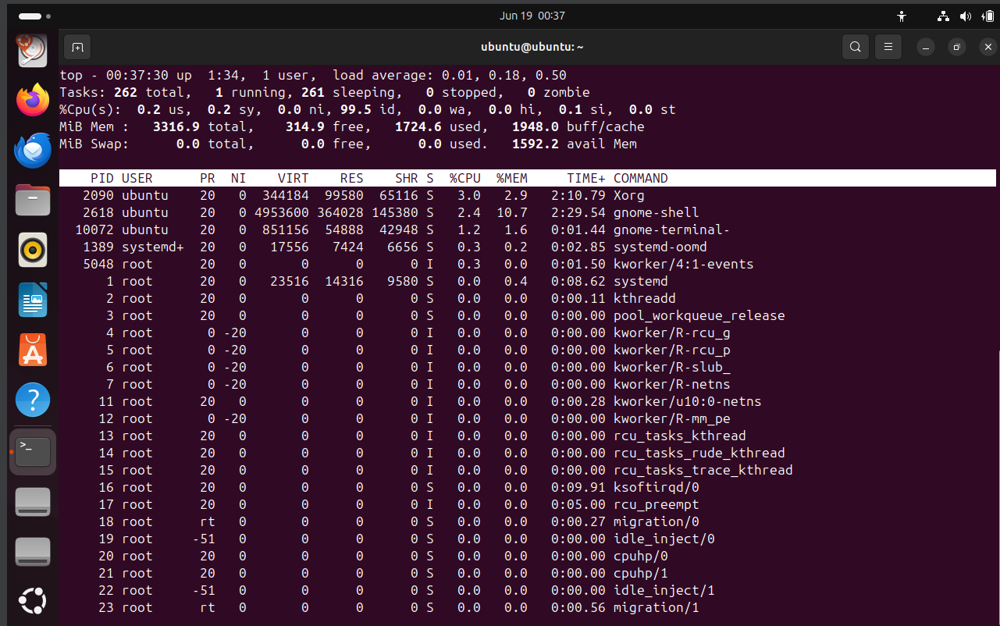 Jun 19 00:37
ubuntu@ubuntu: ~
top - 00:37:30 up  1:34,  1 user,  load average: 0.01, 0.18, 0.50
Tasks: 262 total,   1 running, 261 sleeping,   0 stopped,   0 zombie
%Cpu(s):  0.2 us,  0.2 sy,  0.0 ni, 99.5 id,  0.0 wa,  0.0 hi,  0.1 si,  0.0 st
MiB Mem :   3316.9 total,    314.9 free,   1724.6 used,   1948.0 buff/cache
MiB Swap:      0.0 total,      0.0 free,      0.0 used.   1592.2 avail Mem
    PID USER      PR  NI    VIRT    RES    SHR S  %CPU  %MEM     TIME+ COMMAND
   2090 ubuntu    20   0  344184  99580  65116 S   3.0   2.9   2:10.79 Xorg
   2618 ubuntu    20   0 4953600 364028 145380 S   2.4  10.7   2:29.54 gnome-shell
  10072 ubuntu    20   0  851156  54888  42948 S   1.2   1.6   0:01.44 gnome-terminal-
   1389 systemd+  20   0   17556   7424   6656 S   0.3   0.2   0:02.85 systemd-oomd
   5048 root      20   0       0      0      0 I   0.3   0.0   0:01.50 kworker/4:1-events
      1 root      20   0   23516  14316   9580 S   0.0   0.4   0:08.62 systemd
      2 root      20   0       0      0      0 S   0.0   0.0   0:00.11 kthreadd
      3 root      20   0       0      0      0 S   0.0   0.0   0:00.00 pool_workqueue_release
      4 root       0 -20       0      0      0 I   0.0   0.0   0:00.00 kworker/R-rcu_g
      5 root       0 -20       0      0      0 I   0.0   0.0   0:00.00 kworker/R-rcu_p
      6 root       0 -20       0      0      0 I   0.0   0.0   0:00.00 kworker/R-slub_
      7 root       0 -20       0      0      0 I   0.0   0.0   0:00.00 kworker/R-netns
     11 root      20   0       0      0      0 I   0.0   0.0   0:00.28 kworker/u10:0-netns
     12 root       0 -20       0      0      0 I   0.0   0.0   0:00.00 kworker/R-mm_pe
     13 root      20   0       0      0      0 I   0.0   0.0   0:00.00 rcu_tasks_kthread
     14 root      20   0       0      0      0 I   0.0   0.0   0:00.00 rcu_tasks_rude_kthread
     15 root      20   0       0      0      0 I   0.0   0.0   0:00.00 rcu_tasks_trace_kthread
     16 root      20   0       0      0      0 S   0.0   0.0   0:09.91 ksoftirqd/0
     17 root      20   0       0      0      0 I   0.0   0.0   0:05.00 rcu_preempt
     18 root      rt   0       0      0      0 S   0.0   0.0   0:00.27 migration/0
     19 root     -51   0       0      0      0 S   0.0   0.0   0:00.00 idle_inject/0
     20 root      20   0       0      0      0 S   0.0   0.0   0:00.00 cpuhp/0
     21 root      20   0       0      0      0 S   0.0   0.0   0:00.00 cpuhp/1
     22 root     -51   0       0      0      0 S   0.0   0.0   0:00.00 idle_inject/1
     23 root      rt   0       0      0      0 S   0.0   0.0   0:00.56 migration/1